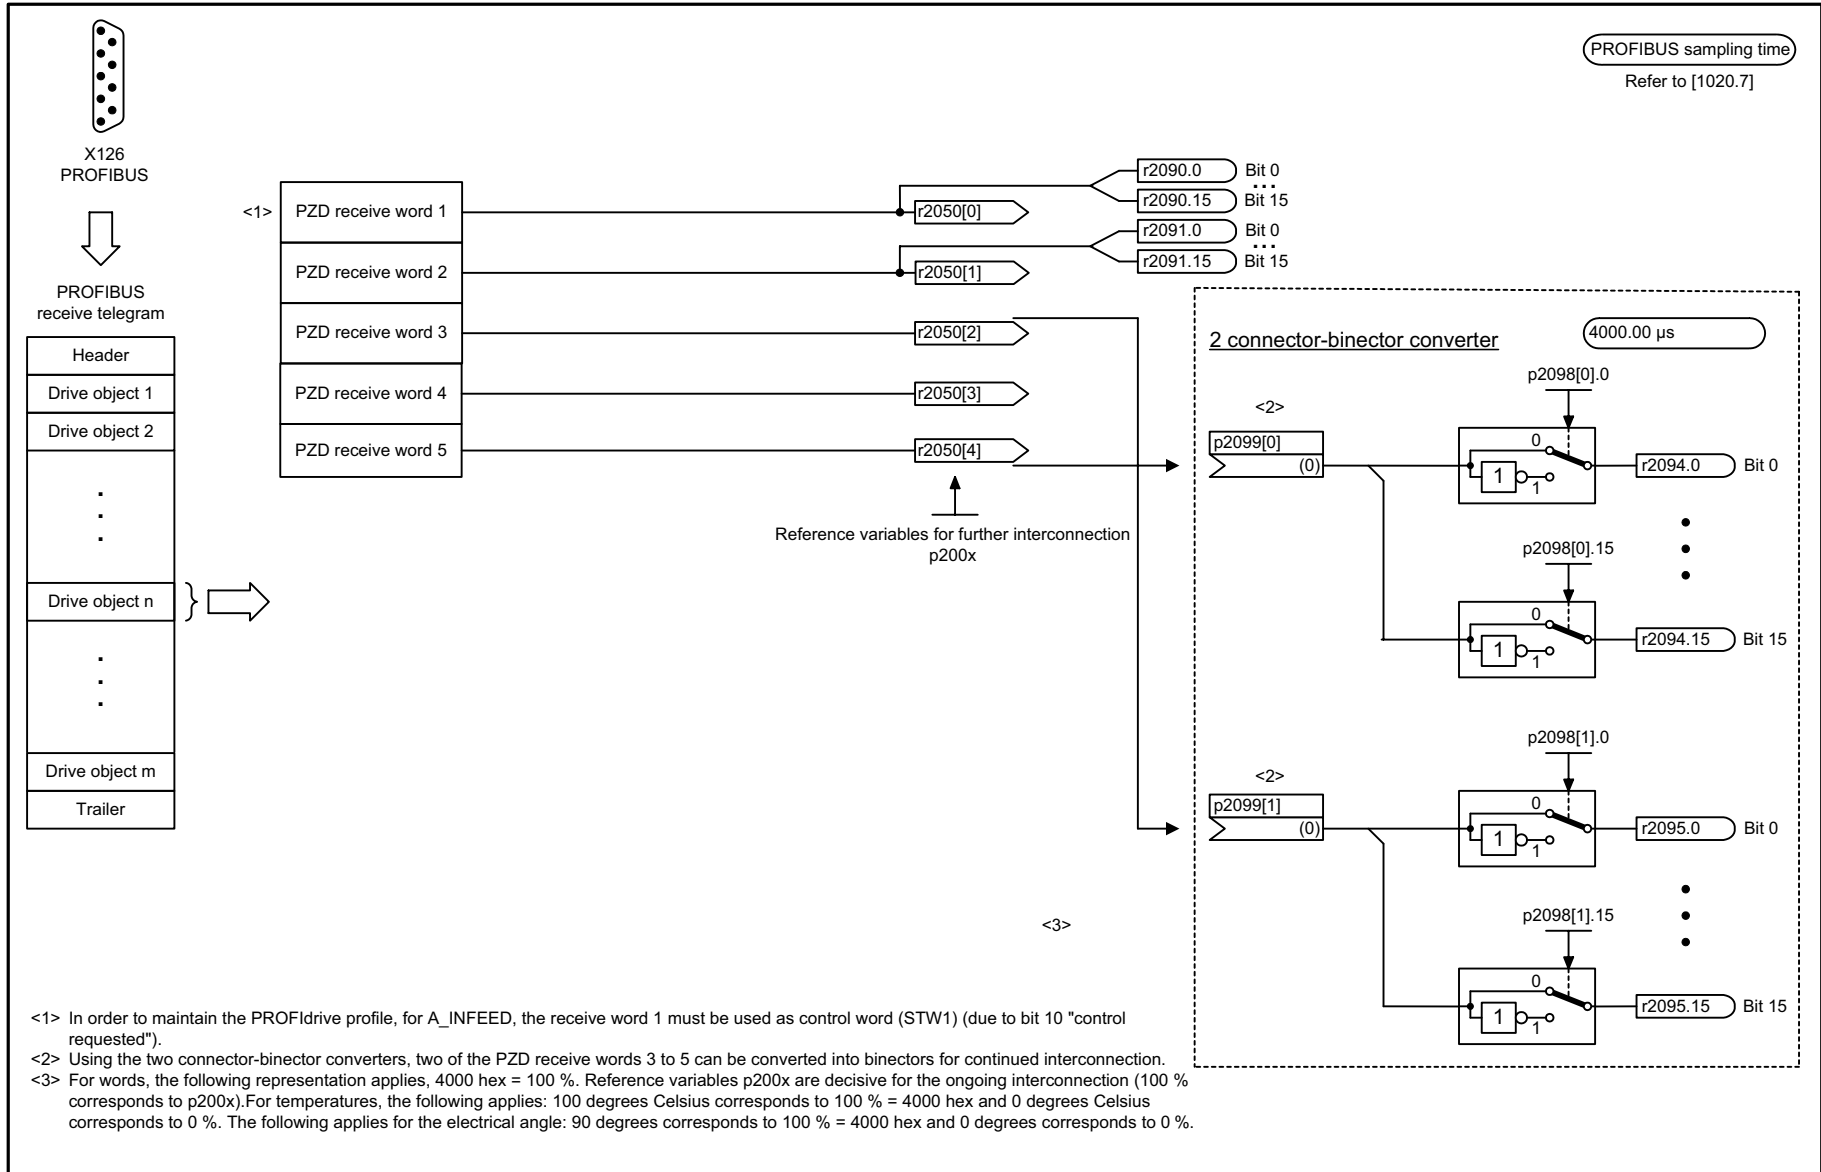 PROFIBUS sampling time
Refer to [1020.7]
X126
PROFIBUS
PROFIBUS
receive telegram
Header
Drive object 1
Drive object 2
Drive object n
Drive object m
Trailer
<1>
PZD receive word 1
PZD receive word 2
PZD receive word 3
PZD receive word 4
PZD receive word 5
r2050[0]
r2050[1]
r2050[2]
r2050[3]
r2050[4]
Reference variables for further interconnection
p200x
r2090.0 Bit 0
...
r2090.15 Bit 15
r2091.0 Bit 0
...
r2091.15 Bit 15
2 connector-binector converter
4000.00 µs
<2>
p2099[0]
(0)
p2098[0].0
0
1
1
r2094.0 Bit 0
p2098[0].15
0
1
1
r2094.15 Bit 15
<2>
p2099[1]
(0)
p2098[1].0
0
1
1
r2095.0 Bit 0
p2098[1].15
0
1
1
r2095.15 Bit 15
<3>
<1> In order to maintain the PROFIdrive profile, for A_INFEED, the receive word 1 must be used as control word (STW1) (due to bit 10 "control
requested").
<2> Using the two connector-binector converters, two of the PZD receive words 3 to 5 can be converted into binectors for continued interconnection.
<3> For words, the following representation applies, 4000 hex = 100 %. Reference variables p200x are decisive for the ongoing interconnection (100 %
corresponds to p200x).For temperatures, the following applies: 100 degrees Celsius corresponds to 100 % = 4000 hex and 0 degrees Celsius
corresponds to 0 %. The following applies for the electrical angle: 90 degrees corresponds to 100 % = 4000 hex and 0 degrees corresponds to 0 %.